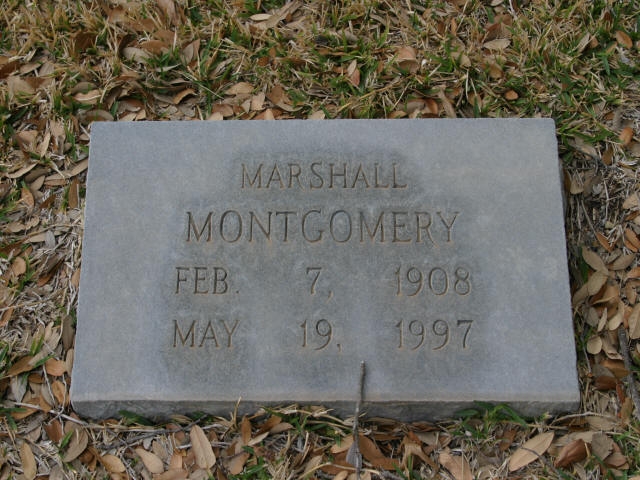 MARSHALL
MONTGOMERY
FEB. 7, 1908
MAY 19, 1997